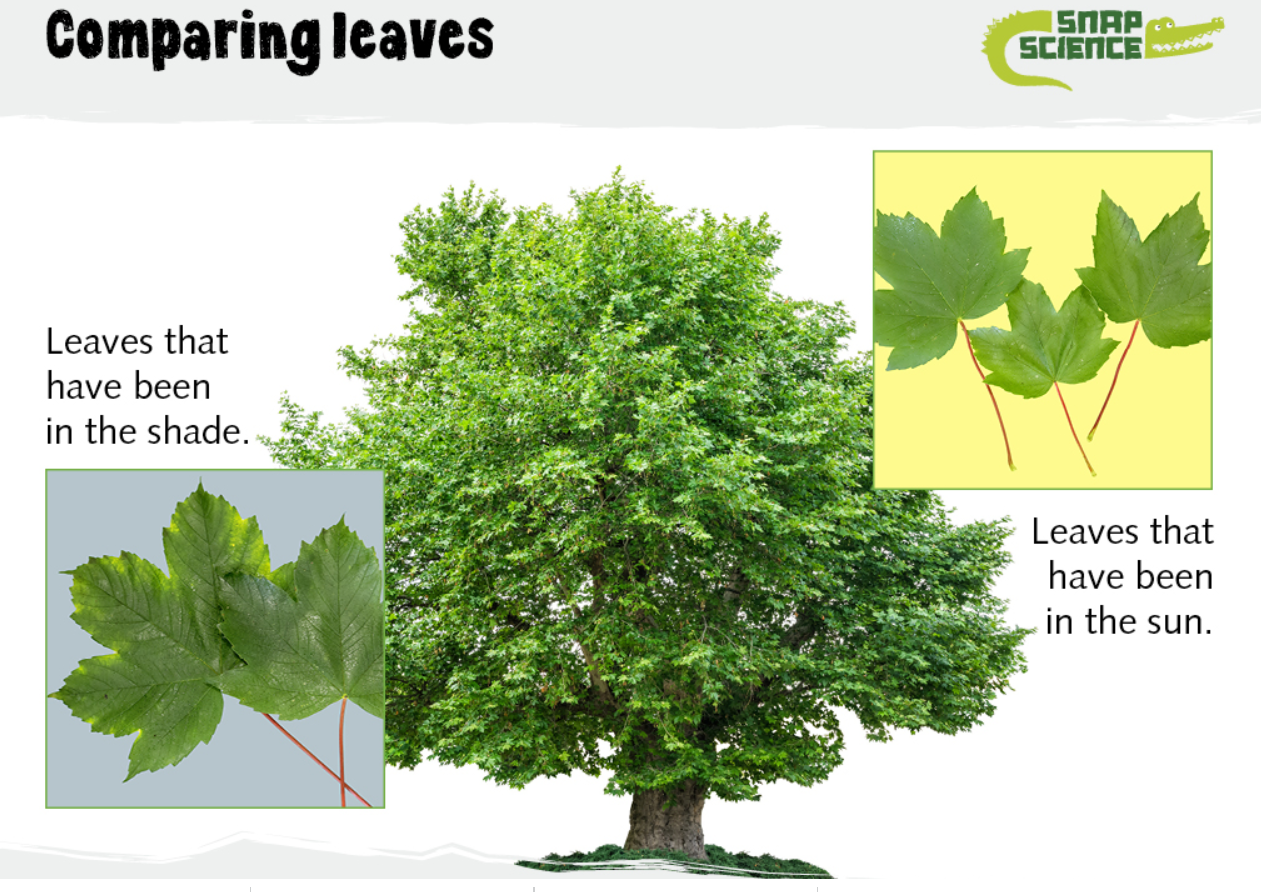 Comparing leaves
SNAP
SCIENCE
Leaves that
have been
in the shade.
Leaves that
have been
in the sun.